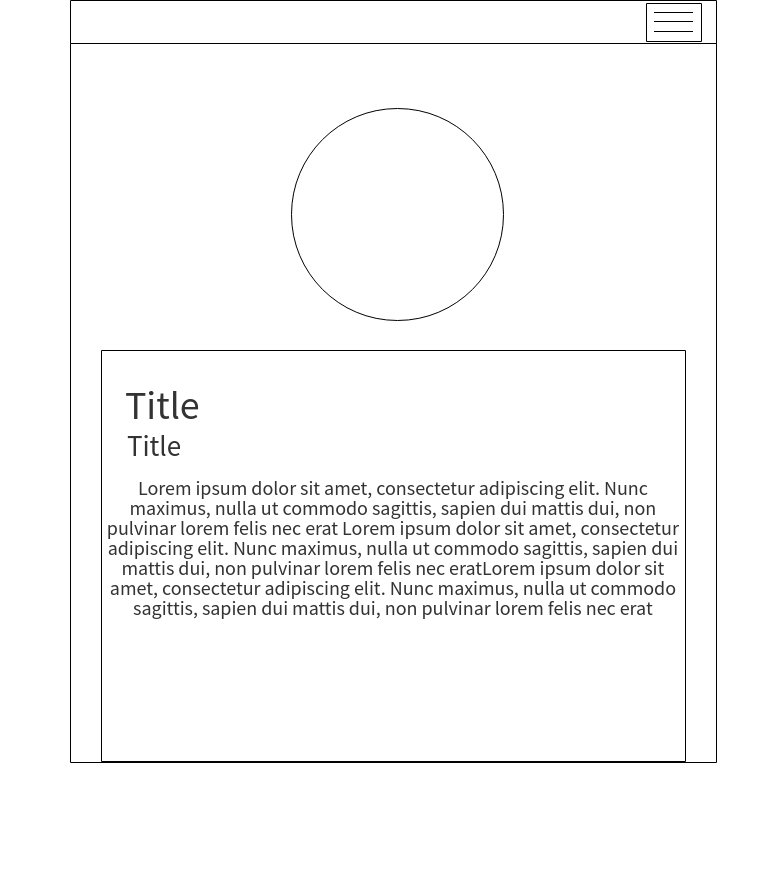 Title
Title
Lorem ipsum dolor sit amet, consectetur adipiscing elit. Nunc
maximus, nulla ut commodo sagittis, sapien dui mattis dui, non
pulvinar lorem felis nec erat Lorem ipsum dolor sit amet, consectetur
adipiscing elit. Nunc maximus, nulla ut commodo sagittis, sapien dui
mattis dui, non pulvinar lorem felis nec eratLorem ipsum dolor sit
amet, consectetur adipiscing elit. Nunc maximus, nulla ut commodo
sagittis, sapien dui mattis dui, non pulvinar lorem felis nec erat